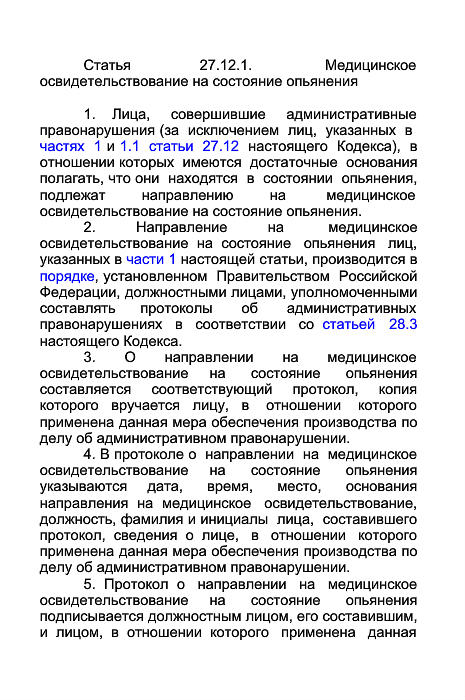 Статья 27.12.1. Медицинское
освидетельствование на состояние опьянения
1. Лица, совершившие административные
правонарушения (за исключением лиц, указанных в
частях 1 и 1.1 статьи 27.12 настоящего Кодекса), в
отношении которых имеются достаточные основания
полагать, что они находятся в состоянии опьянения,
подлежат направлению на медицинское
освидетельствование на состояние опьянения.
2. Направление на медицинское
освидетельствование на состояние опьянения лиц,
указанных в части 1 настоящей статьи, производится в
порядке, установленном Правительством Российской
Федерации, должностными лицами, уполномоченными
составлять протоколы об административных
правонарушениях в соответствии со статьей 28.3
настоящего Кодекса.
3. О направлении на медицинское
освидетельствование на состояние опьянения
составляется соответствующий протокол, копия
которого вручается лицу, в отношении которого
применена данная мера обеспечения производства по
делу об административном правонарушении.
4. В протоколе о направлении на медицинское
освидетельствование на состояние опьянения
указываются дата, время, место, основания
направления на медицинское освидетельствование,
должность, фамилия и инициалы лица, составившего
протокол, сведения о лице, в отношении которого
применена данная мера обеспечения производства по
делу об административном правонарушении.
5. Протокол о направлении на медицинское
освидетельствование на состояние опьянения
подписывается должностным лицом, его составившим,
и лицом, в отношении которого применена данная